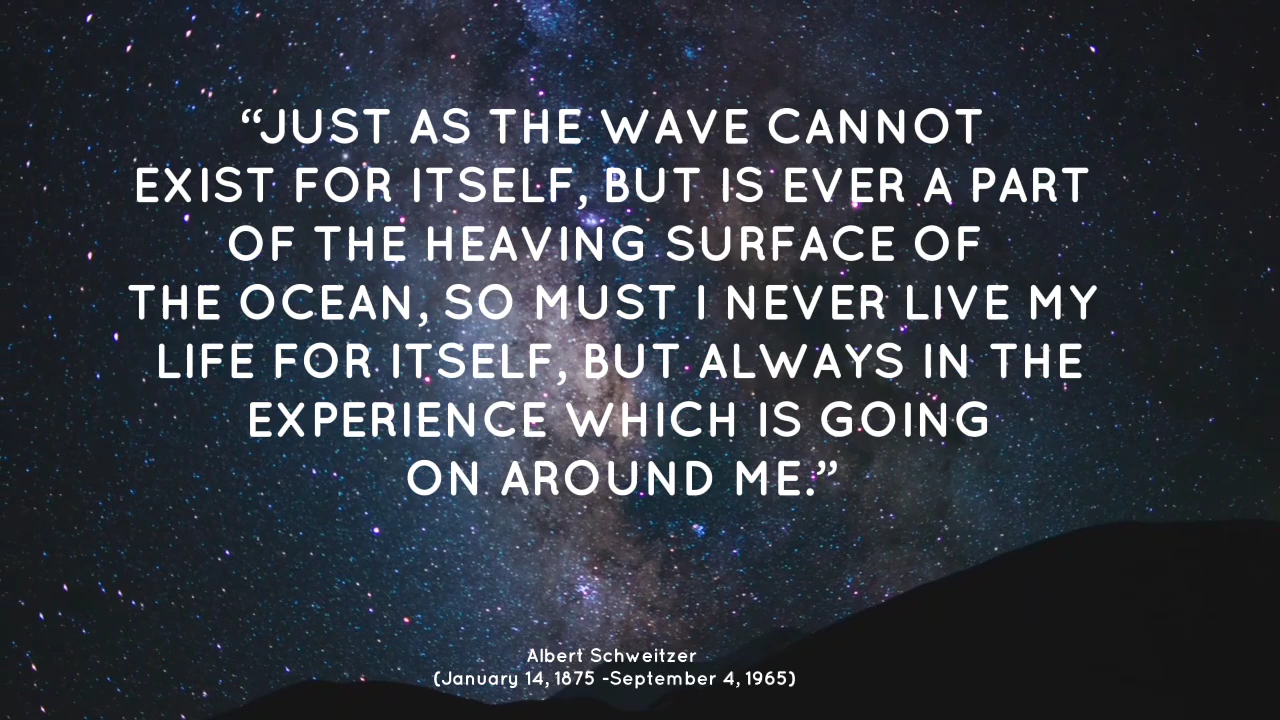 “JUST AS THE WAVE CANNOT
EXIST FOR ITSELF, BUT IS EVER A PART
OF THE HEAVING SURFACE OF
THE OCEAN, SO MUST I NEVER LIVE MY
LIFE FOR ITSELF, BUT ALWAYS IN THE
EXPERIENCE WHICH IS GOING
ON AROUND ME.”
Albert Schweitzer
(January 14, 1875 -September 4, 1965)